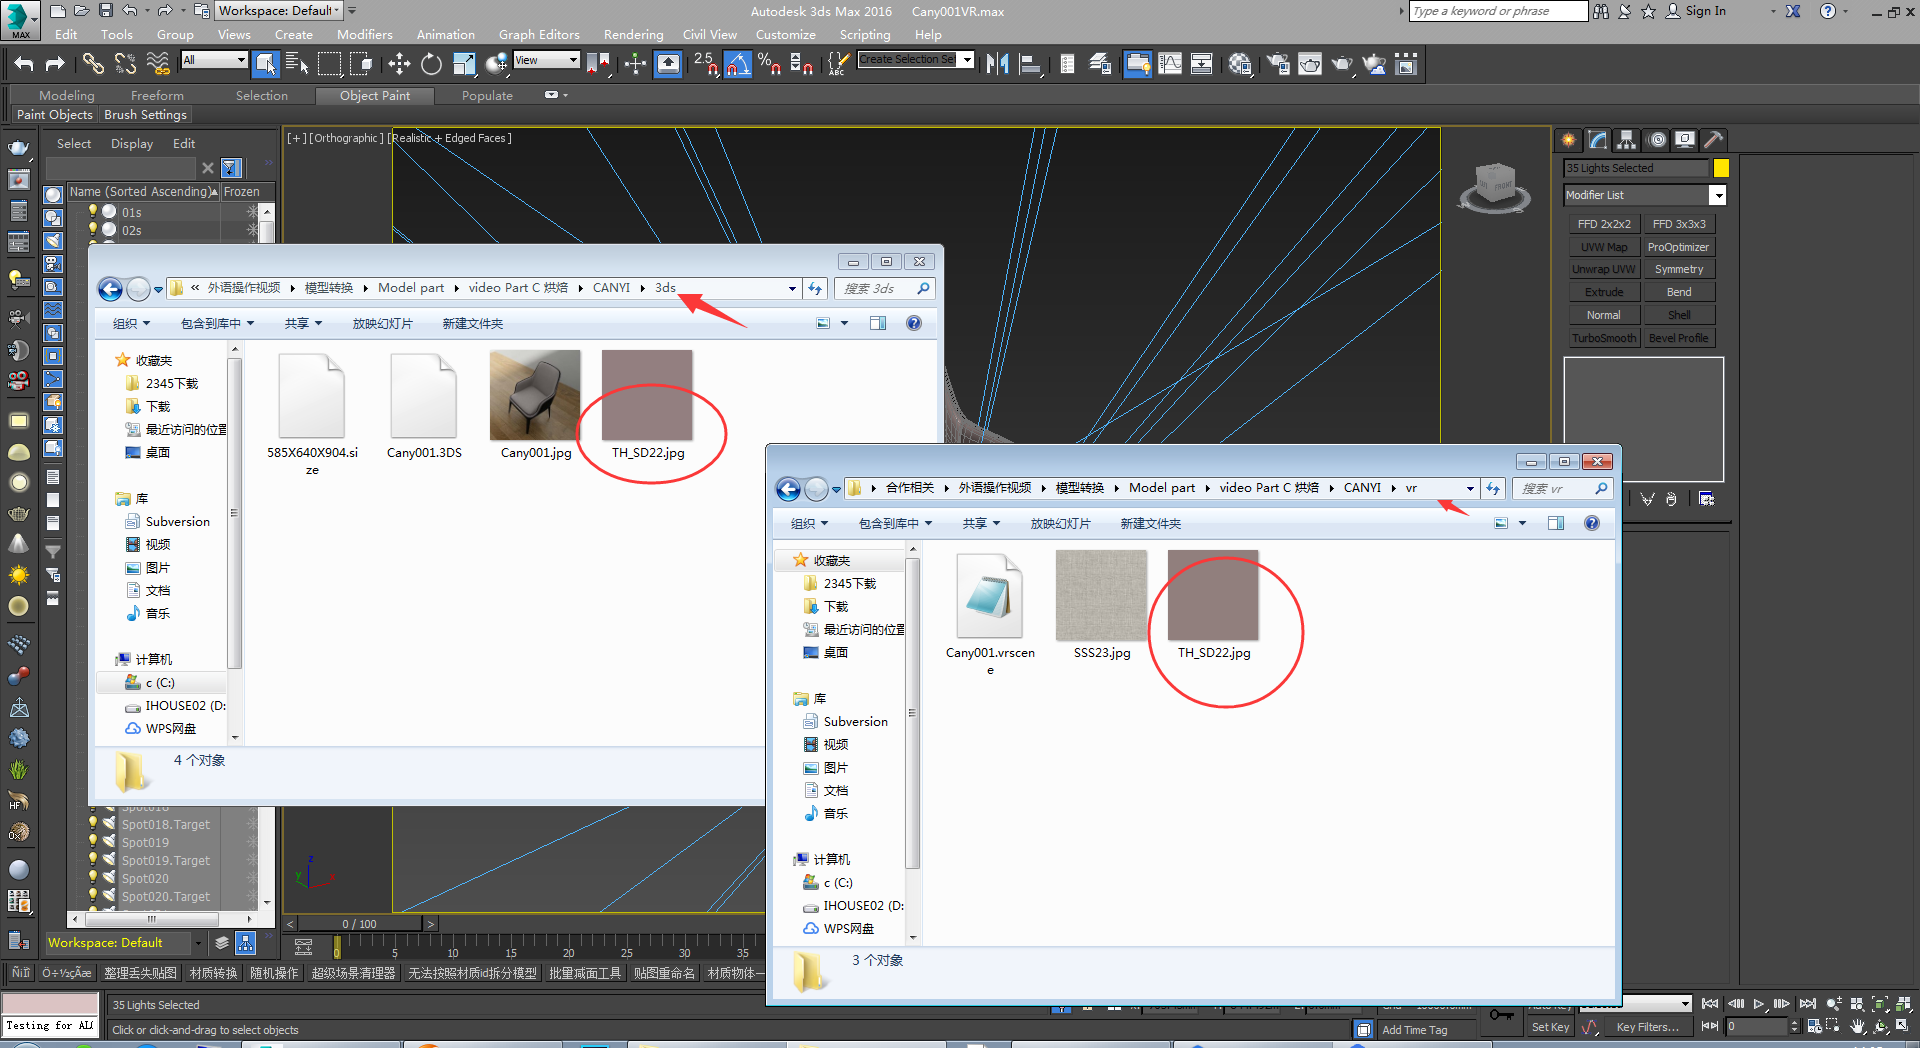 Workspace: Default
Autodesk 3ds Max 2016    Cany001VR.max
Type a keyword or phrase
Sign In
MAX
Edit
Tools
Group
Views
Create
Modifiers
Animation
Graph Editors
Rendering
Civil View
Customize
Scripting
Help
All
View
2.5
Create Selection Se
Modeling
Freeform
Selection
Object Paint
Populate
Paint Objects
Brush Settings
Select
Display
Edit
[+][Orthographic][Realistic + Edged Faces]
Name (Sorted Ascending)
Frozen
01s
02s
35 Lights Selected
Modifier List
FFD 2x2x2
FFD 3x3x3
UVW Map
ProOptimizer
Unwrap UVW
Symmetry
Extrude
Bend
Normal
Shell
TurboSmooth
Bevel Profile
FRONT
« 外语操作视频 ▸ 模型转换 ▸ Model part ▸ video Part C 烘焙 ▸ CANYI ▸ 3ds
搜索 3ds
组织
包含到库中
共享
放映幻灯片
新建文件夹
收藏夹
2345下载
下载
最近访问的位置
桌面
库
Subversion
视频
图片
文档
音乐
计算机
c (C:)
IHOUSE02 (D:
WPS网盘
585X640X904.si
ze
Cany001.3DS
Cany001.jpg
TH_SD22.jpg
4 个对象
▸ 合作相关 ▸ 外语操作视频 ▸ 模型转换 ▸ Model part ▸ video Part C 烘焙 ▸ CANYI ▸ vr
搜索 vr
组织
包含到库中
共享
放映幻灯片
新建文件夹
收藏夹
2345下载
下载
最近访问的位置
桌面
库
Subversion
视频
图片
文档
音乐
计算机
c (C:)
IHOUSE02 (D:
WPS网盘
Cany001.vrscen
e
SSS23.jpg
TH_SD22.jpg
3 个对象
Spot018
Spot018.Target
Spot019
Spot019.Target
Spot020
Spot020.Target
z
y
0 / 100
Workspace: Default
0
5
10
15
20
25
30
35
整理丢失贴图
材质转换
随机操作
超级场景清理器
无法按照材质id拆分模型
批量减面工具
贴图重命名
材质物体一
35 Lights Selected
Testing for ALL
Click or click-and-drag to select objects
Add Time Tag
Set Key
Key Filters...
0